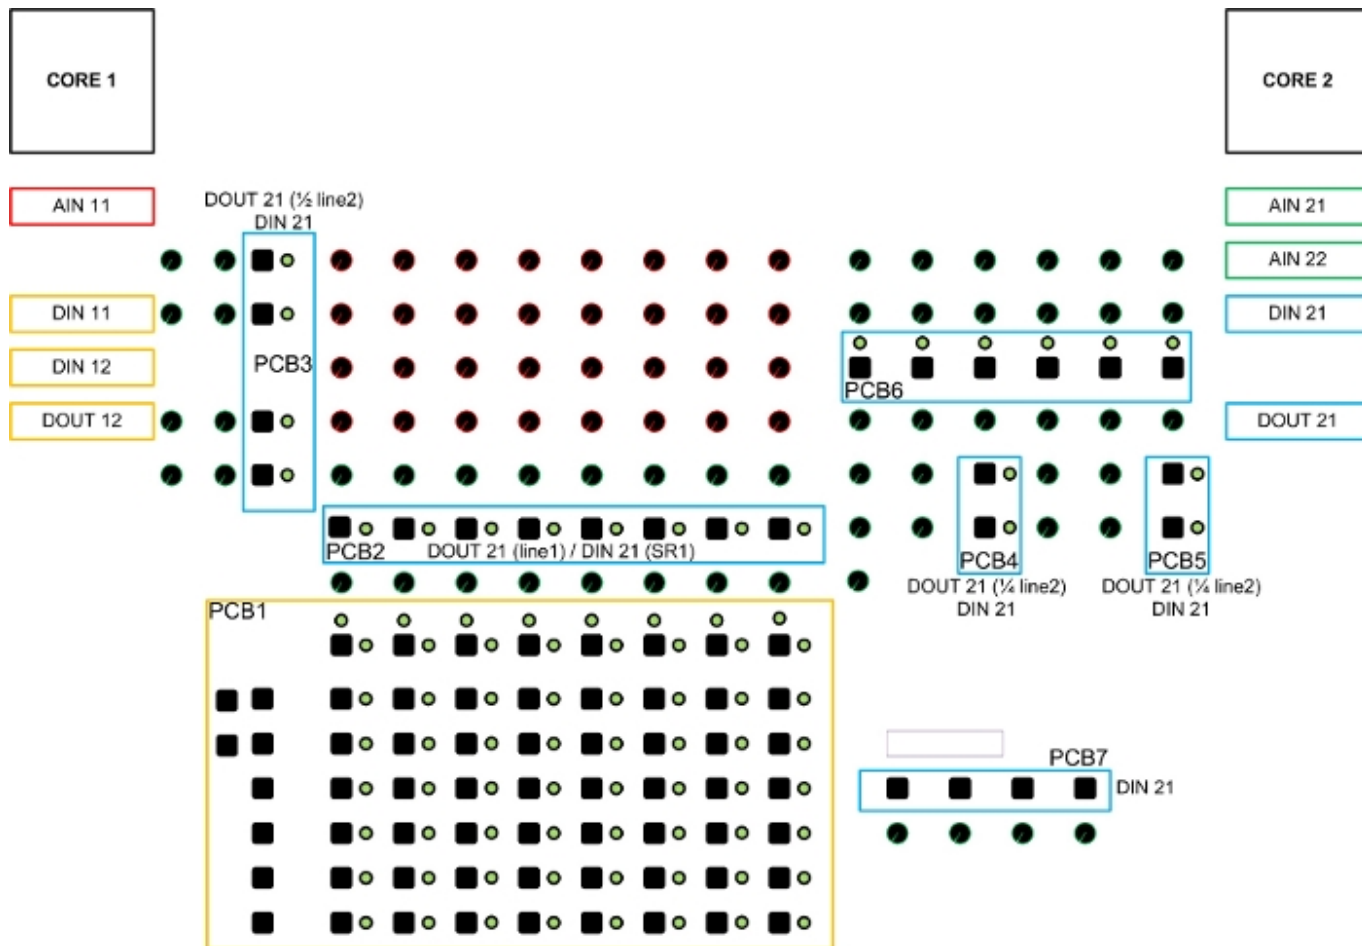 CORE 1
CORE 2
AIN 11
DOUT 21 (½ line2)
DIN 21
AIN 21
AIN 22
DIN 11
DIN 21
DIN 12
PCB3
PCB6
DOUT 12
DOUT 21
PCB2
DOUT 21 (line1) / DIN 21 (SR1)
PCB4
DOUT 21 (¼ line2)
DIN 21
PCB5
DOUT 21 (¼ line2)
DIN 21
PCB1
PCB7
DIN 21